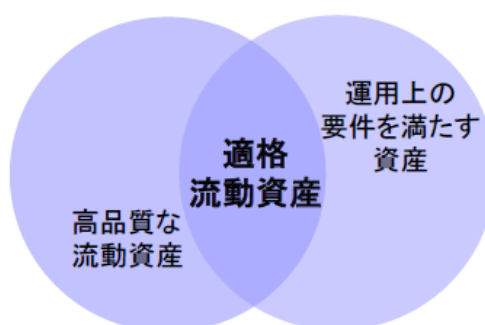 運用上の
要件を満たす
資産
適格
流動資産
高品質な
流動資産